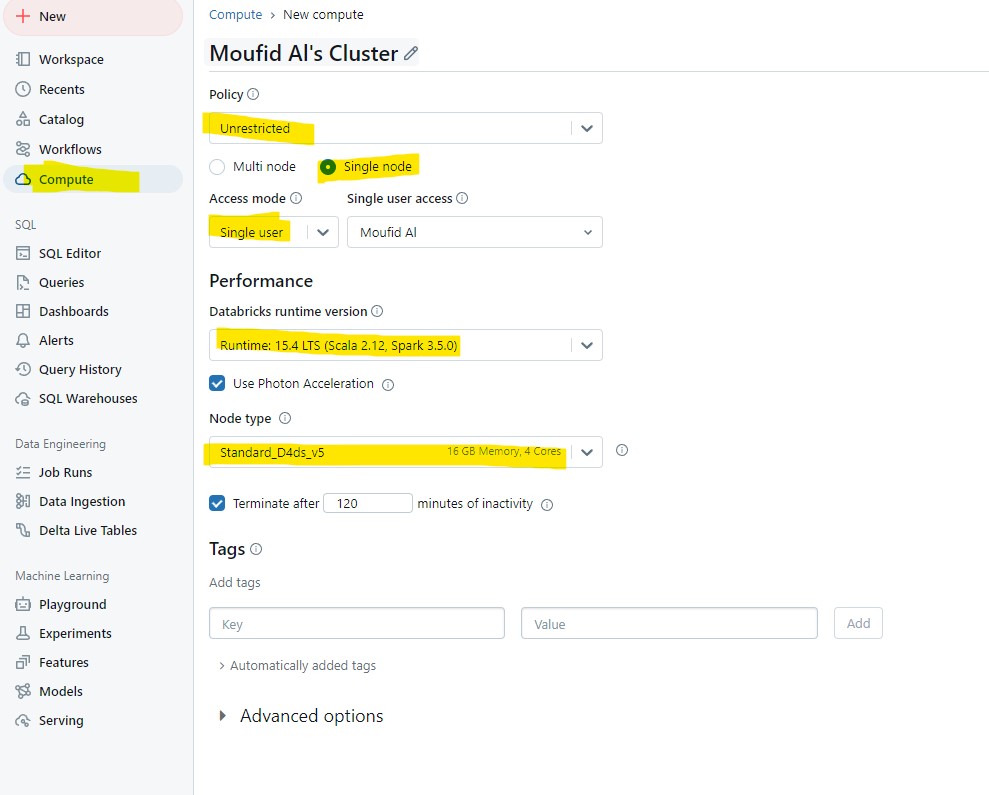 New
Workspace
Recents
Catalog
Workflows
Compute
SQL
SQL Editor
Queries
Dashboards
Alerts
Query History
SQL Warehouses
Data Engineering
Job Runs
Data Ingestion
Delta Live Tables
Machine Learning
Playground
Experiments
Features
Models
Serving
Compute > New compute
Moufid Al's Cluster
Policy
Unrestricted
Multi node Single node
Access mode Single user access
Single user Moufid Al
Performance
Databricks runtime version
Runtime: 15.4 LTS (Scala 2.12, Spark 3.5.0)
Use Photon Acceleration
Node type
Standard_D4ds_v5 16 GB Memory, 4 Cores
Terminate after 120 minutes of inactivity
Tags
Add tags
Key Value Add
Automatically added tags
Advanced options